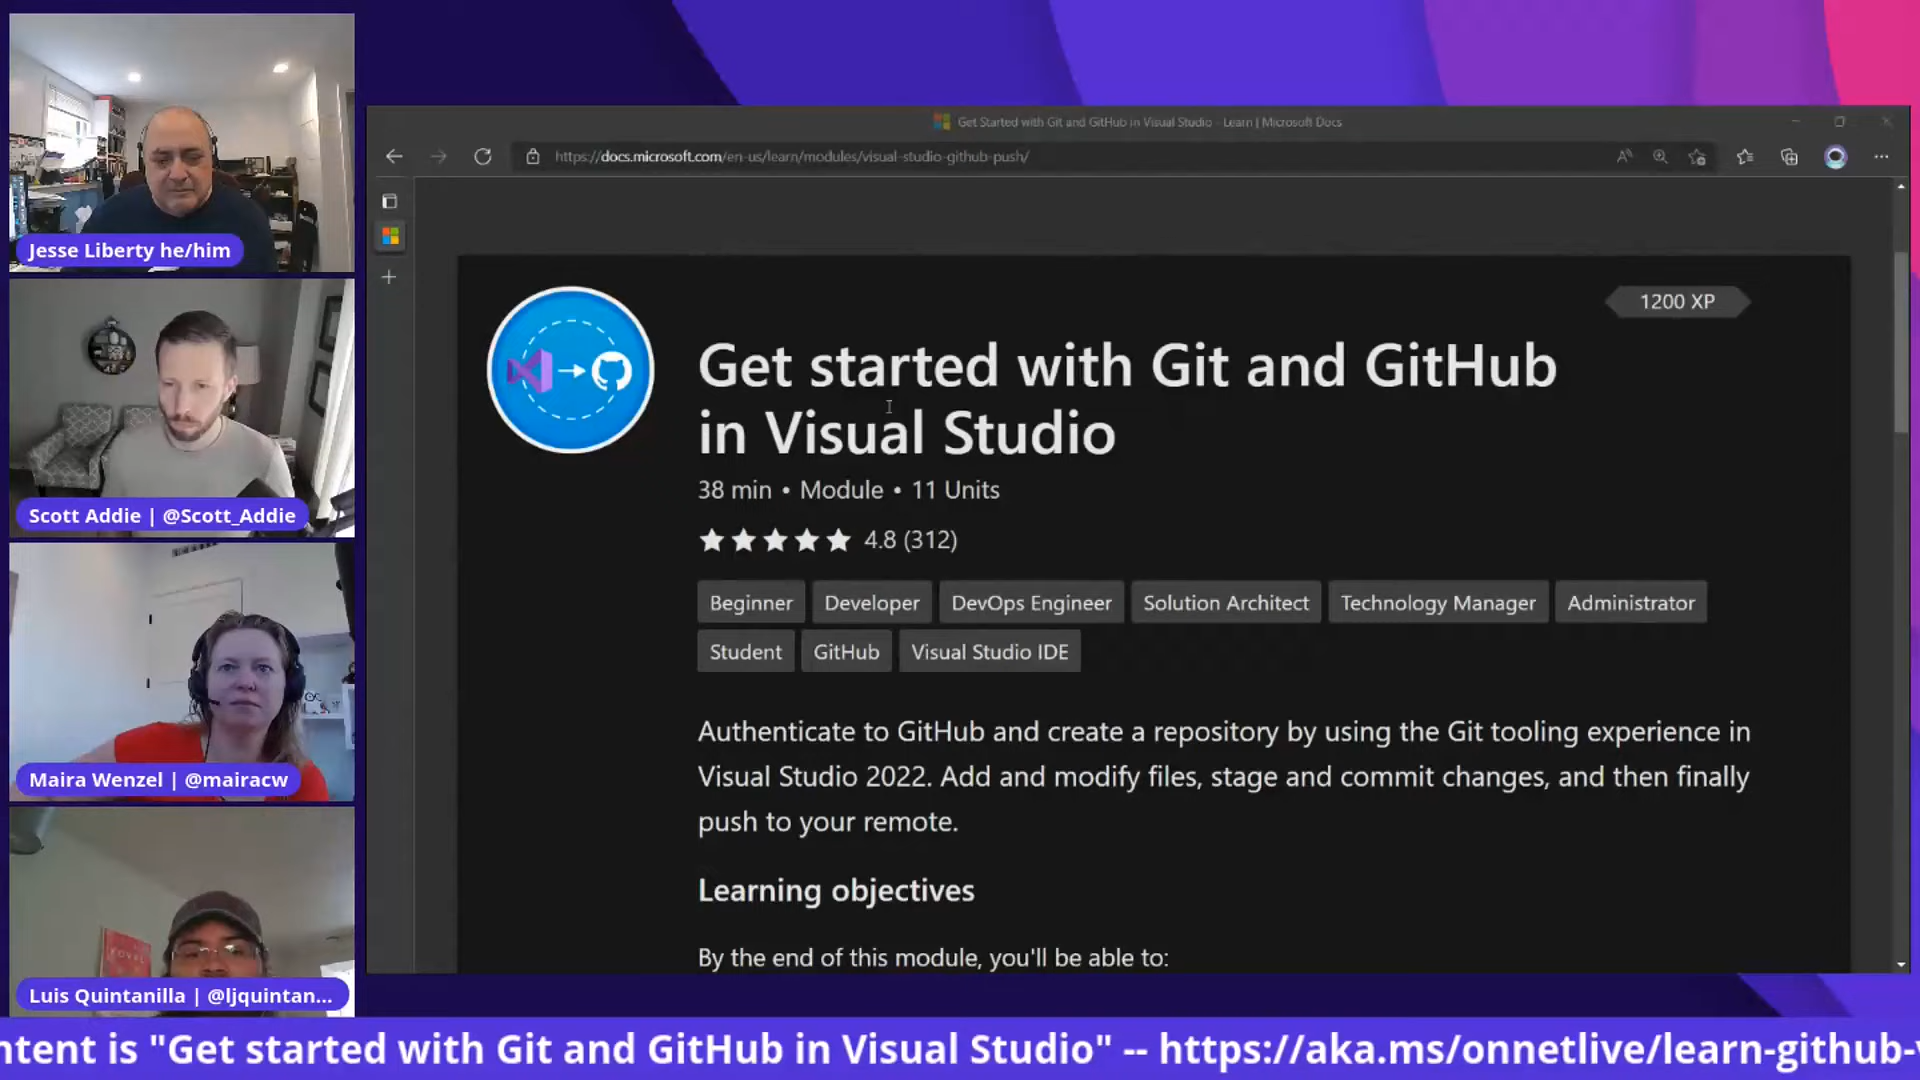 Jesse Liberty he/him
Scott Addie | @Scott_Addie
Maira Wenzel | @mairacw
Luis Quintanilla | @ljquintan...
Get Started with Git and GitHub in Visual Studio - Learn | Microsoft Docs
https://docs.microsoft.com/en-us/learn/modules/visual-studio-github-push/
1200 XP
Get started with Git and GitHub
in Visual Studio
38 min • Module • 11 Units
4.8 (312)
Beginner Developer DevOps Engineer Solution Architect Technology Manager Administrator
Student GitHub Visual Studio IDE
Authenticate to GitHub and create a repository by using the Git tooling experience in
Visual Studio 2022. Add and modify files, stage and commit changes, and then finally
push to your remote.
Learning objectives
By the end of this module, you'll be able to:
ntent is "Get started with Git and GitHub in Visual Studio" -- https://aka.ms/onnetlive/learn-github-